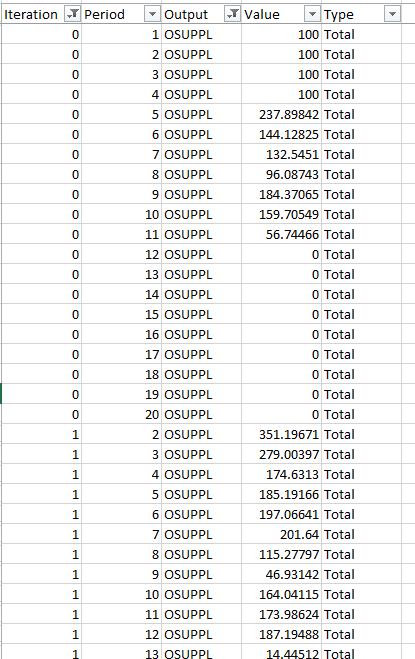 Iteration Period Output Value Type
0 1 OSUPPL 100 Total
0 2 OSUPPL 100 Total
0 3 OSUPPL 100 Total
0 4 OSUPPL 100 Total
0 5 OSUPPL 237.89842 Total
0 6 OSUPPL 144.12825 Total
0 7 OSUPPL 132.5451 Total
0 8 OSUPPL 96.08743 Total
0 9 OSUPPL 184.37065 Total
0 10 OSUPPL 159.70549 Total
0 11 OSUPPL 56.74466 Total
0 12 OSUPPL 0 Total
0 13 OSUPPL 0 Total
0 14 OSUPPL 0 Total
0 15 OSUPPL 0 Total
0 16 OSUPPL 0 Total
0 17 OSUPPL 0 Total
0 18 OSUPPL 0 Total
0 19 OSUPPL 0 Total
0 20 OSUPPL 0 Total
1 2 OSUPPL 351.19671 Total
1 3 OSUPPL 279.00397 Total
1 4 OSUPPL 174.6313 Total
1 5 OSUPPL 185.19166 Total
1 6 OSUPPL 197.06641 Total
1 7 OSUPPL 201.64 Total
1 8 OSUPPL 115.27797 Total
1 9 OSUPPL 46.93142 Total
1 10 OSUPPL 164.04115 Total
1 11 OSUPPL 173.98624 Total
1 12 OSUPPL 187.19488 Total
1 13 OSUPPL 14.44512 Total